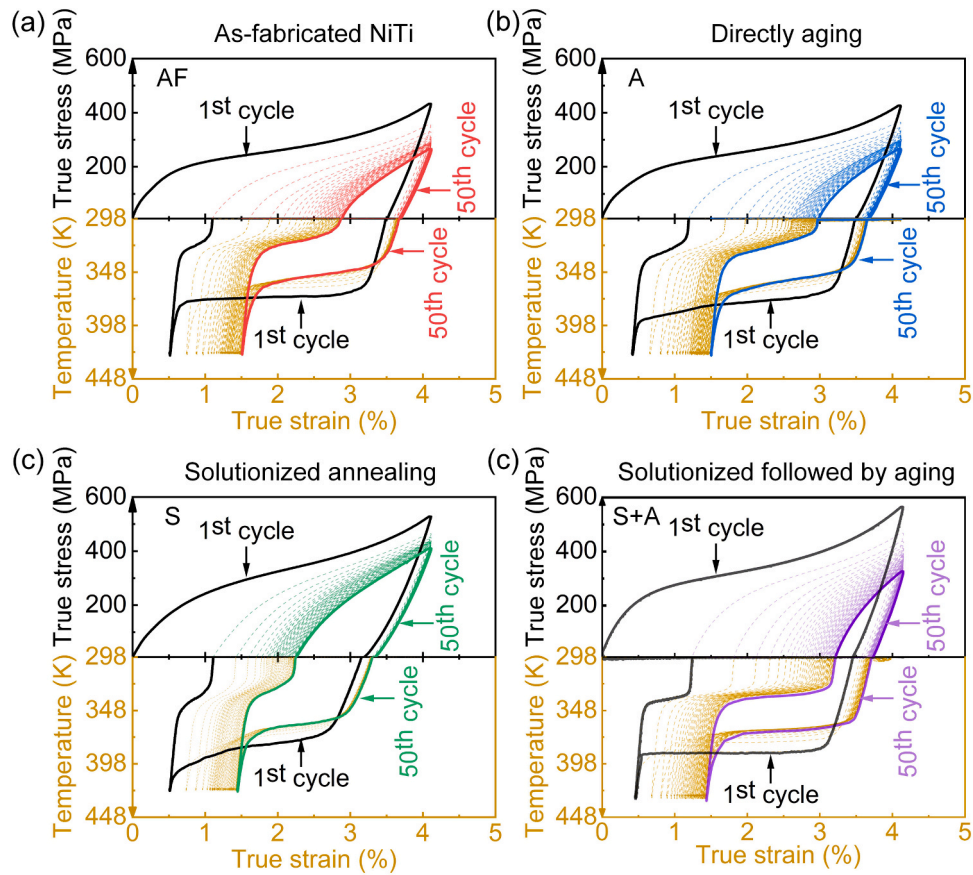 (a)
As-fabricated NiTi
True stress (MPa)
600
400
200
298
AF
1st cycle
50th cycle
Temperature (K)
348
398
448
50th cycle
1st cycle
0 1 2 3 4 5
True strain (%)
(b)
Directly aging
True stress (MPa)
600
400
200
298
A
1st cycle
50th cycle
Temperature (K)
348
398
448
50th cycle
1st cycle
0 1 2 3 4 5
True strain (%)
(c)
Solutionized annealing
True stress (MPa)
600
400
200
298
S
1st cycle
50th cycle
Temperature (K)
348
398
448
50th cycle
1st cycle
0 1 2 3 4 5
True strain (%)
(c)
Solutionized followed by aging
True stress (MPa)
600
400
200
298
S+A
1st cycle
50th cycle
Temperature (K)
348
398
448
50th cycle
1st cycle
0 1 2 3 4 5
True strain (%)